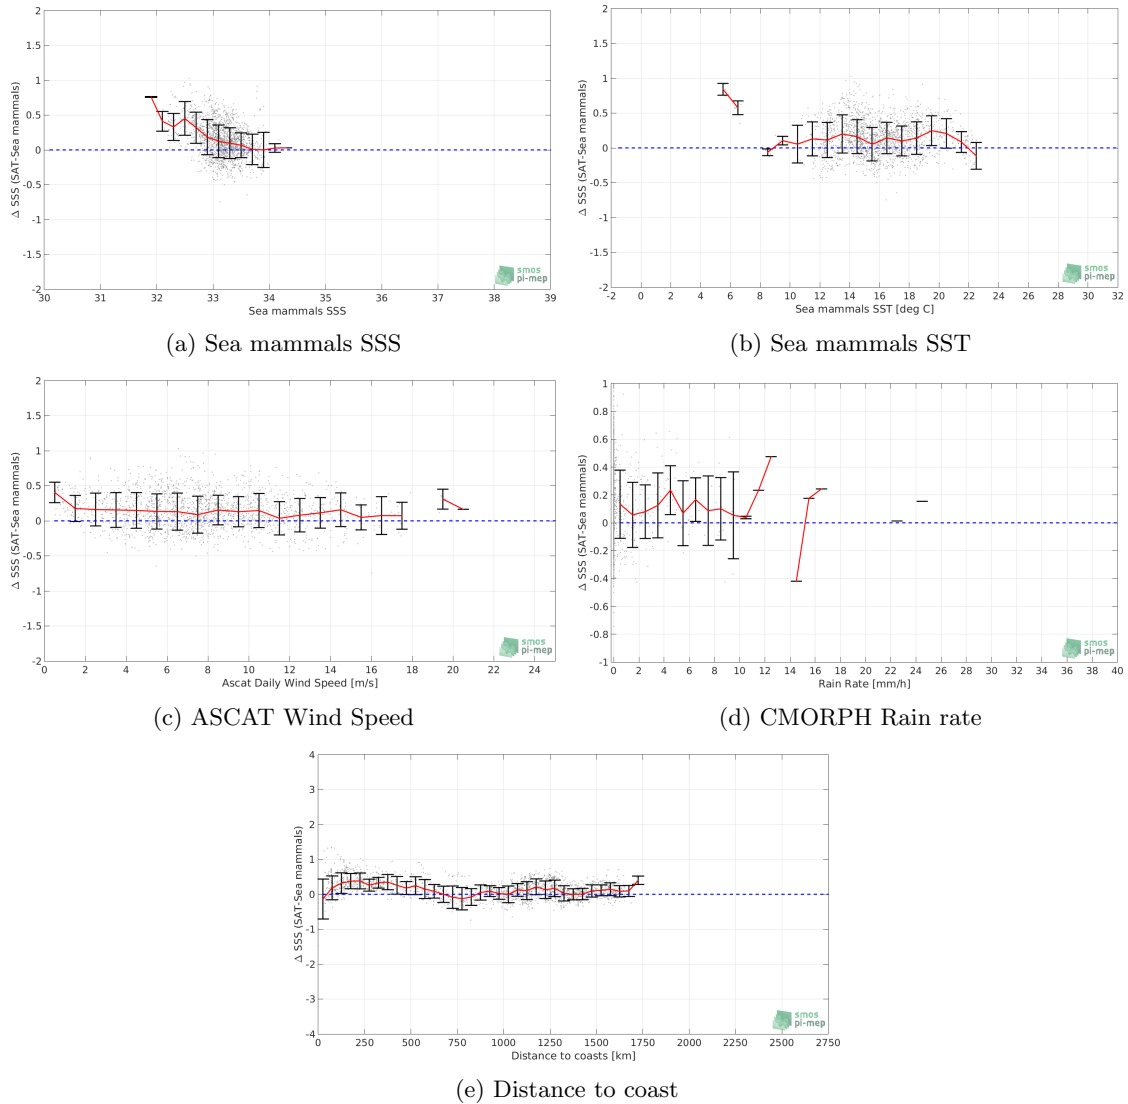 2
1.5
1
0.5
0
-0.5
-1
-1.5
-2
Δ SSS (SAT-Sea mammals)
30 31 32 33 34 35 36 37 38 39
Sea mammals SSS
smos
pi-mep
(a) Sea mammals SSS
2
1.5
1
0.5
0
-0.5
-1
-1.5
-2
Δ SSS (SAT-Sea mammals)
-2 0 2 4 6 8 10 12 14 16 18 20 22 24 26 28 30 32
Sea mammals SST [deg C]
smos
pi-mep
(b) Sea mammals SST
2
1.5
1
0.5
0
-0.5
-1
-1.5
-2
Δ SSS (SAT-Sea mammals)
0 2 4 6 8 10 12 14 16 18 20 22 24
Ascat Daily Wind Speed [m/s]
smos
pi-mep
(c) ASCAT Wind Speed
1
0.8
0.6
0.4
0.2
0
-0.2
-0.4
-0.6
-0.8
-1
Δ SSS (SAT-Sea mammals)
0 2 4 6 8 10 12 14 16 18 20 22 24 26 28 30 32 34 36 38 40
Rain Rate [mm/h]
smos
pi-mep
(d) CMORPH Rain rate
4
3
2
1
0
-1
-2
-3
-4
Δ SSS (SAT-Sea mammals)
0 250 500 750 1000 1250 1500 1750 2000 2250 2500 2750
Distance to coasts [km]
smos
pi-mep
(e) Distance to coast